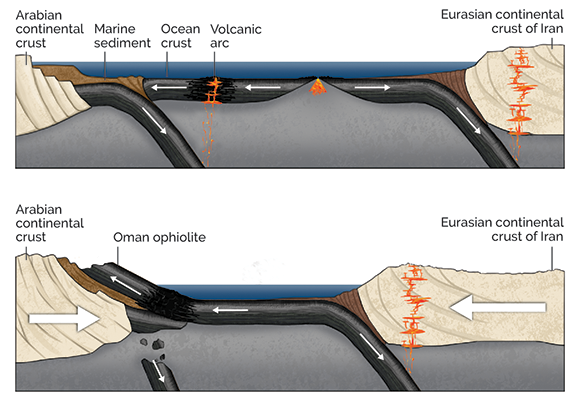 Arabian
continental
crust
Marine
sediment
Ocean
crust
Volcanic
arc
Eurasian continental
crust of Iran
Arabian
continental
crust
Oman ophiolite
Eurasian continental
crust of Iran